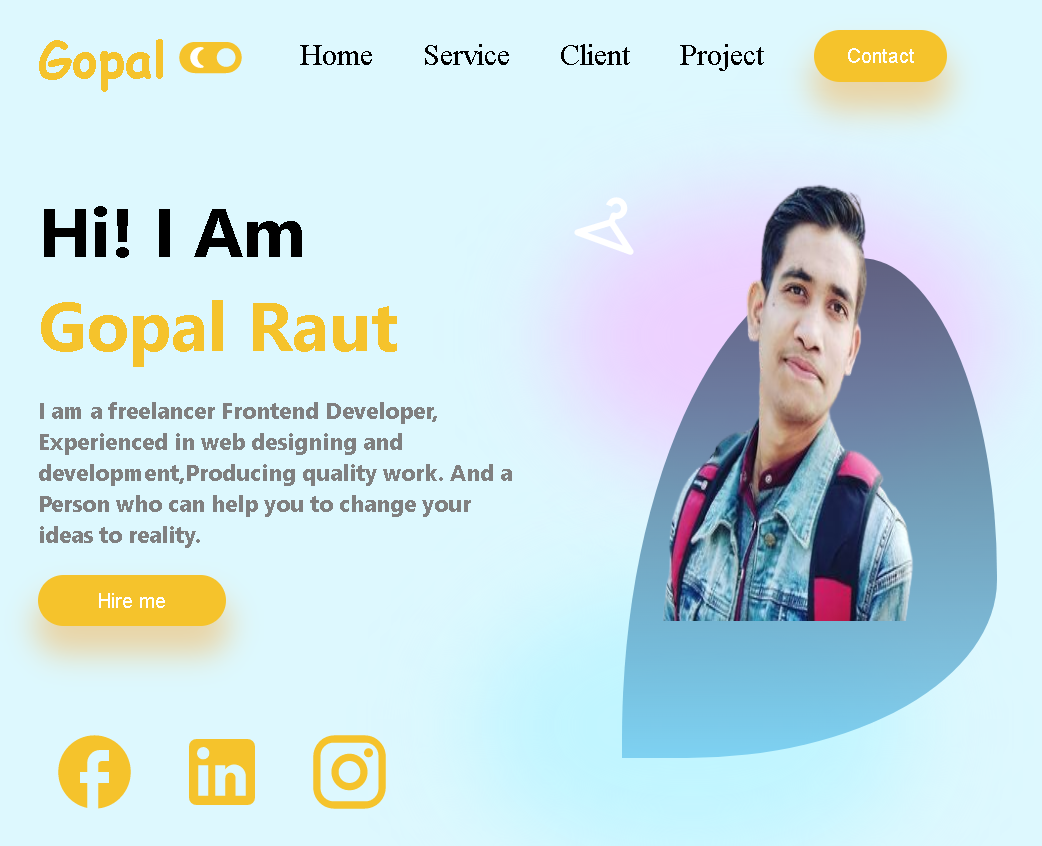 Gopal Home Service Client Project Contact
Hi! I Am
Gopal Raut
I am a freelancer Frontend Developer,
Experienced in web designing and
development,Producing quality work. And a
Person who can help you to change your
ideas to reality.
Hire me